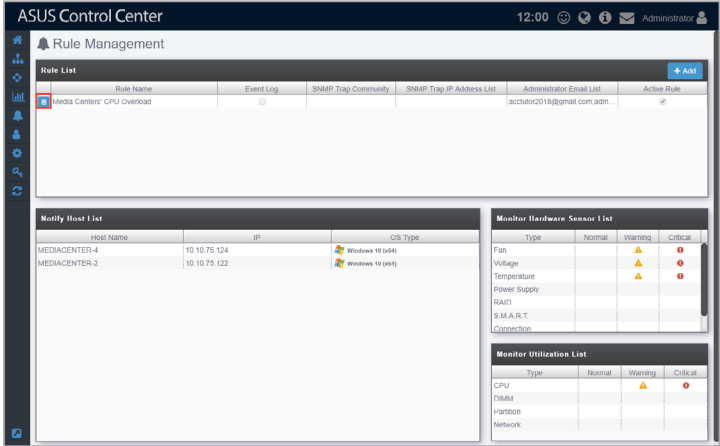 ASUS Control Center
12:00 Administrator
Rule Management
Rule List
+ Add
Rule Name Event Log SNMP Trap Community SNMP Trap IP Address List Administrator Email List Active Rule
Media Centers' CPU Overload acctutor2018@gmail.com;adm...
Notify Host List
Host Name IP OS Type
MEDIACENTER-4 10.10.75.124 Windows 10 (x64)
MEDIACENTER-2 10.10.75.122 Windows 10 (x64)
Monitor Hardware Sensor List
Type Normal Warning Critical
Fan
Voltage
Temperature
Power Supply
RAID
S.M.A.R.T.
Connection
Monitor Utilization List
Type Normal Warning Critical
CPU
DIMM
Partition
Network